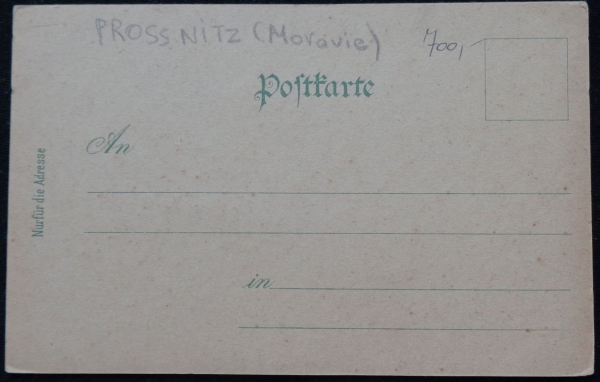 PROSSNITZ (Moravie) 700,-
Postkarte
An
Nur für die Adresse
in